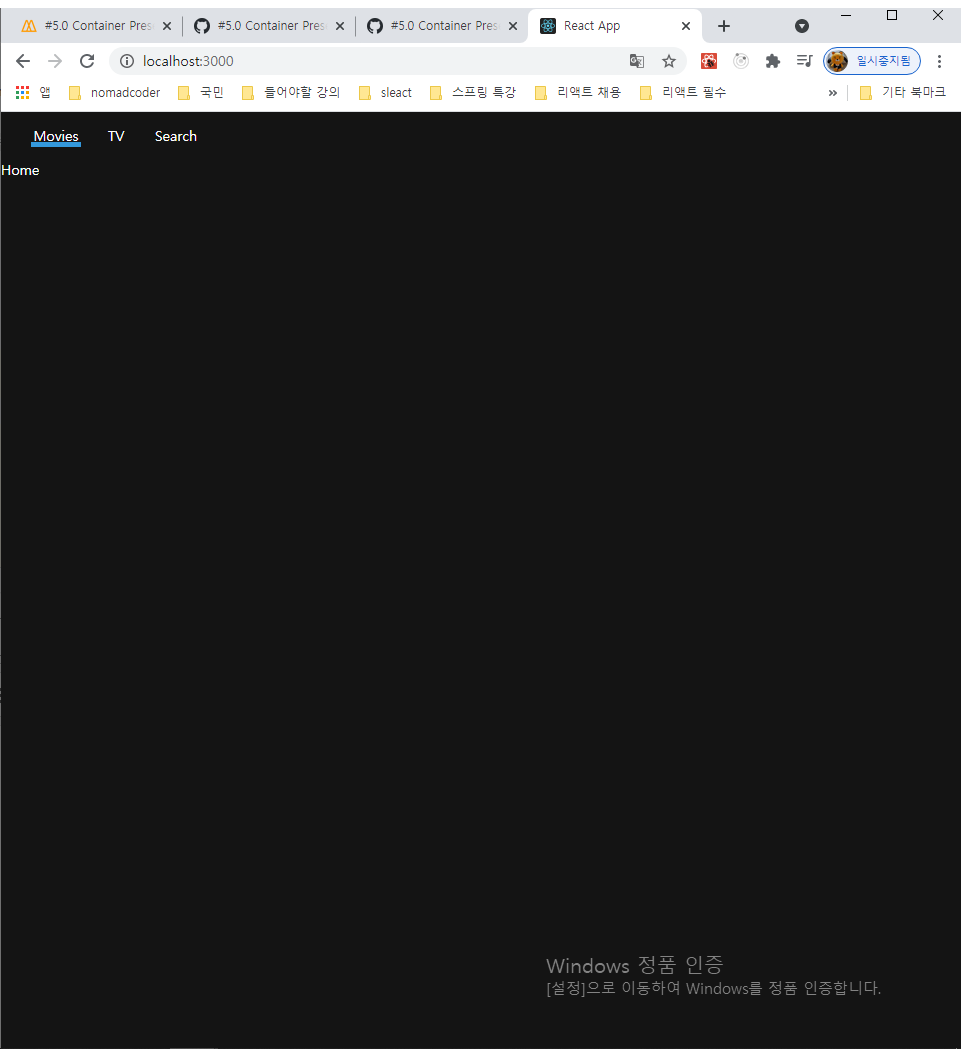 #5.0 Container Pres
#5.0 Container Pres
#5.0 Container Pres
React App
localhost:3000
일시중지됨
앱
nomadcoder
국민
들어야할 강의
sleact
스프링 특강
리액트 채용
리액트 필수
»
기타 북마크
Movies
TV
Search
Home
Windows 정품 인증
[설정]으로 이동하여 Windows를 정품 인증합니다.